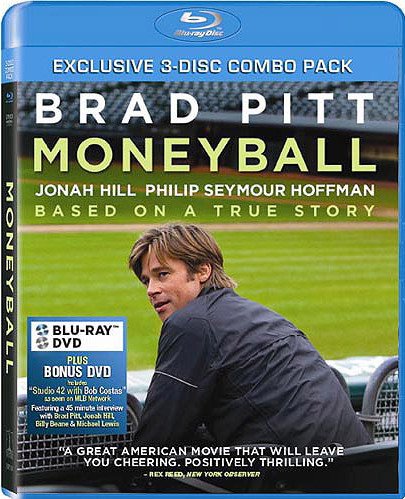 Blu-ray Disc
EXCLUSIVE 3-DISC COMBO PACK
BRAD PITT
MONEYBALL
JONAH HILL PHILIP SEYMOUR HOFFMAN
BASED ON A TRUE STORY
MONEYBALL
BLU-RAY™
DVD
PLUS
BONUS DVD
Includes
"Studio 42 with Bob Costas"
as seen on MLB Network
Featuring a 45 minute interview
with Brad Pitt, Jonah Hill,
Billy Beane & Michael Lewis
"A GREAT AMERICAN MOVIE THAT WILL LEAVE
YOU CHEERING. POSITIVELY THRILLING."
– REX REED, NEW YORK OBSERVER